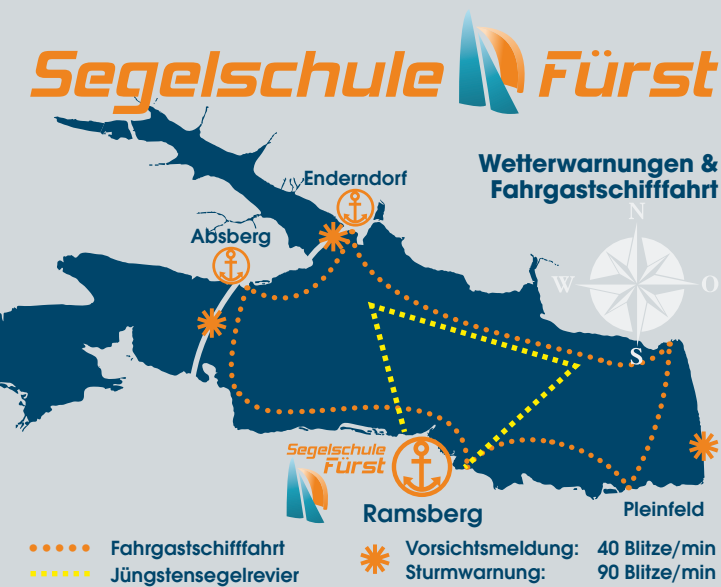 Segelschule Fürst
Wetterwarnungen &
Fahrgastschifffahrt
Enderndorf
Absberg
N
W
O
S
Segelschule
Fürst
Ramsberg
Pleinfeld
Fahrgastschifffahrt
Jüngstensegelrevier
Vorsichtsmeldung: 40 Blitze/min
Sturmwarnung: 90 Blitze/min